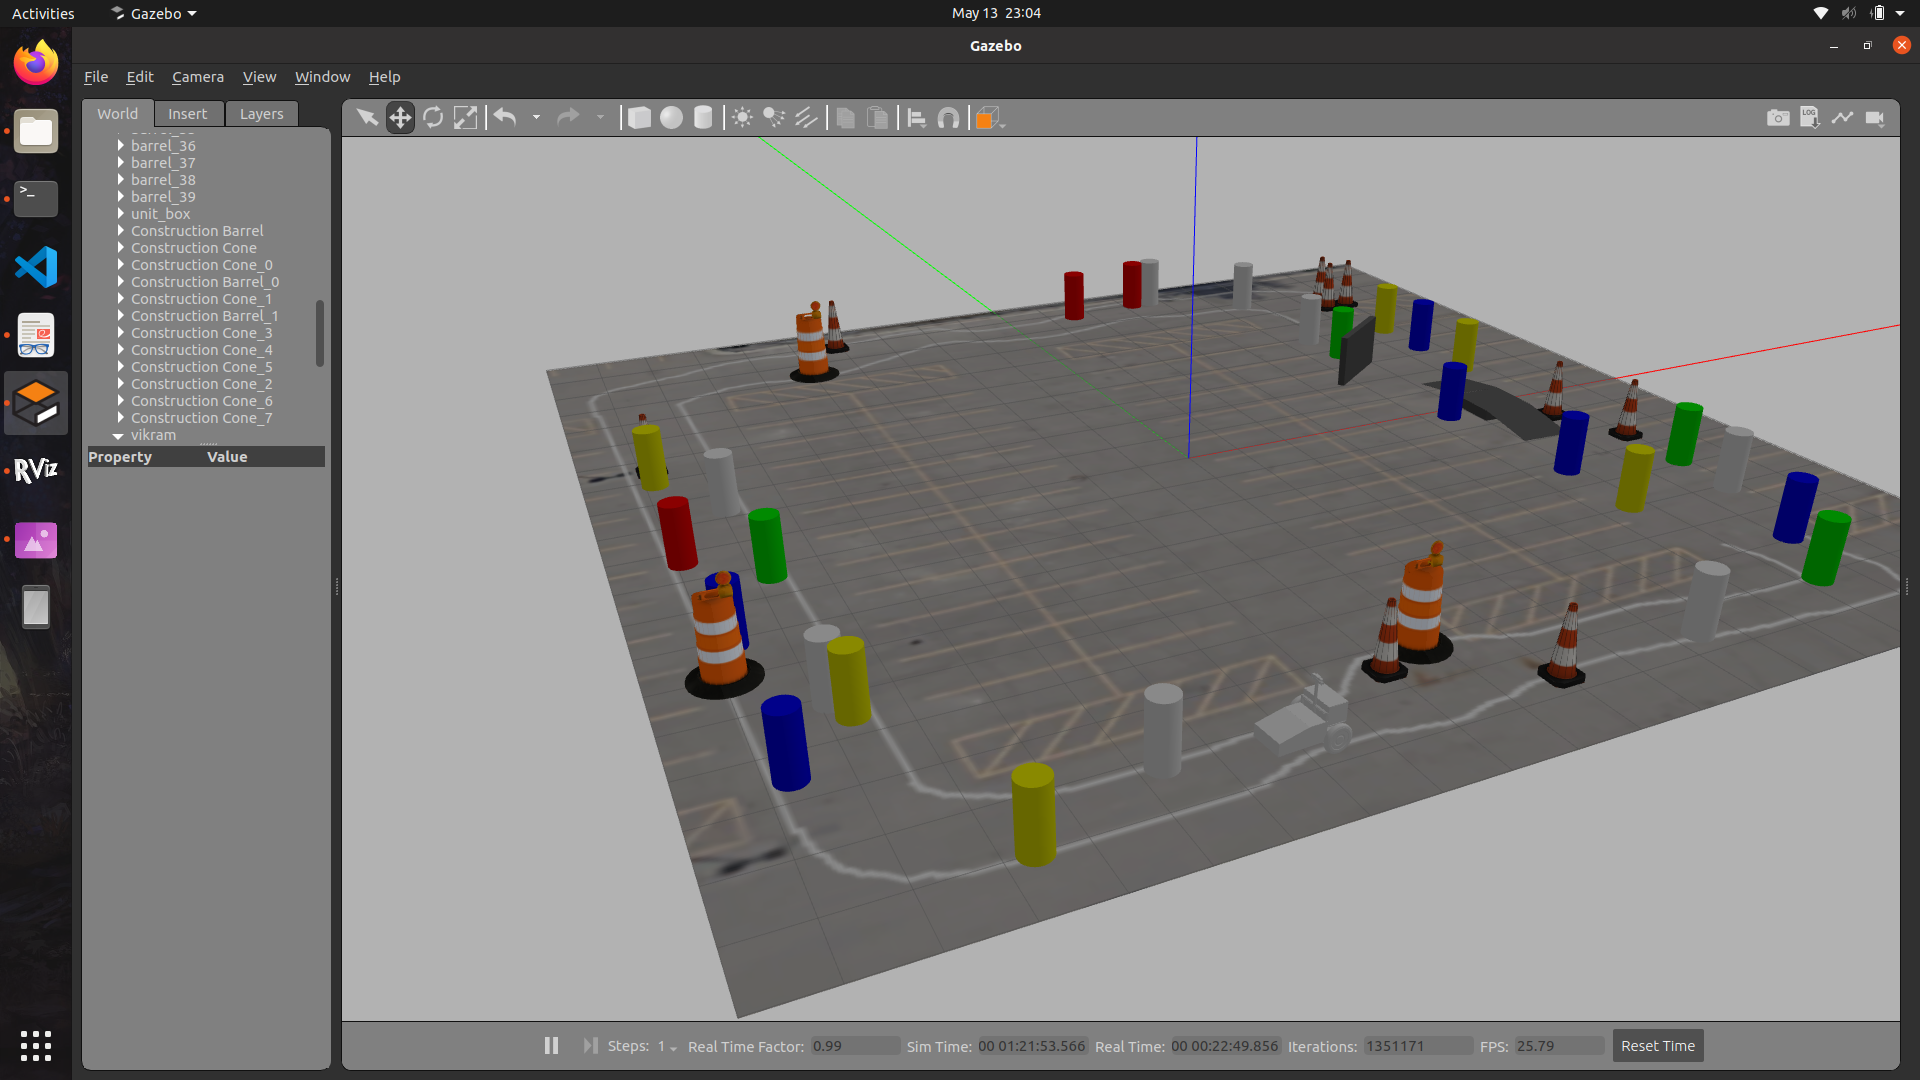 Activities Gazebo May 13 23:04
Gazebo
File Edit Camera View Window Help
World Insert Layers
LOG
barrel_36
barrel_37
barrel_38
barrel_39
unit_box
Construction Barrel
Construction Cone
Construction Cone_0
Construction Barrel_0
Construction Cone_1
Construction Barrel_1
Construction Cone_3
Construction Cone_4
Construction Cone_5
Construction Cone_2
Construction Cone_6
Construction Cone_7
vikram
Property Value
>_
RViz
Steps: 1 Real Time Factor: 0.99 Sim Time: 00 01:21:53.566 Real Time: 00 00:22:49.856 Iterations: 1351171 FPS: 25.79 Reset Time